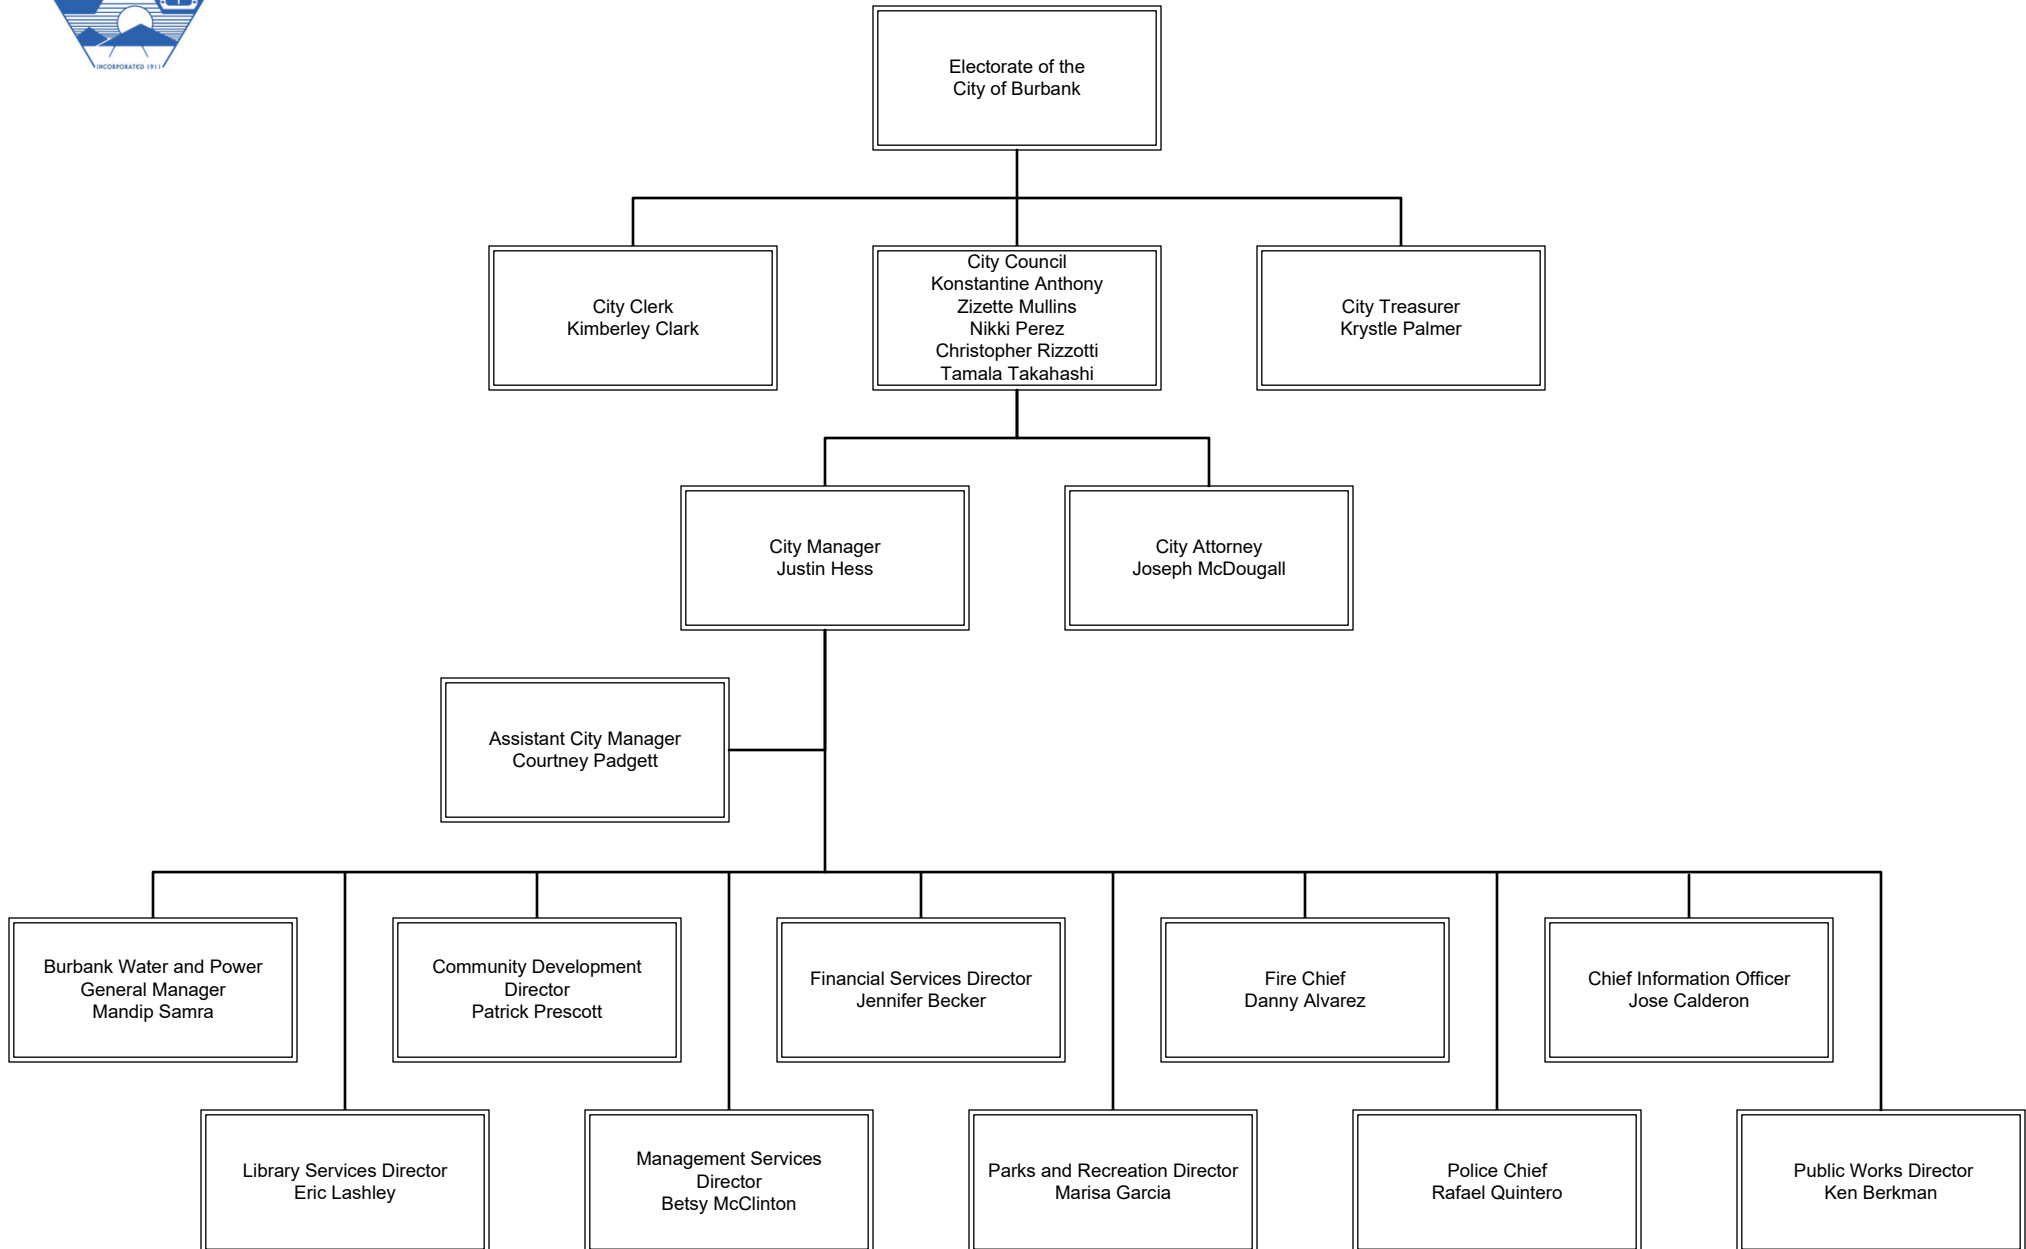 INCORPORATED 1911
Electorate of the
City of Burbank
City Clerk
Kimberley Clark
City Council
Konstantine Anthony
Zizette Mullins
Nikki Perez
Christopher Rizzotti
Tamala Takahashi
City Treasurer
Krystle Palmer
City Manager
Justin Hess
City Attorney
Joseph McDougall
Assistant City Manager
Courtney Padgett
Burbank Water and Power
General Manager
Mandip Samra
Community Development
Director
Patrick Prescott
Financial Services Director
Jennifer Becker
Fire Chief
Danny Alvarez
Chief Information Officer
Jose Calderon
Library Services Director
Eric Lashley
Management Services
Director
Betsy McClinton
Parks and Recreation Director
Marisa Garcia
Police Chief
Rafael Quintero
Public Works Director
Ken Berkman